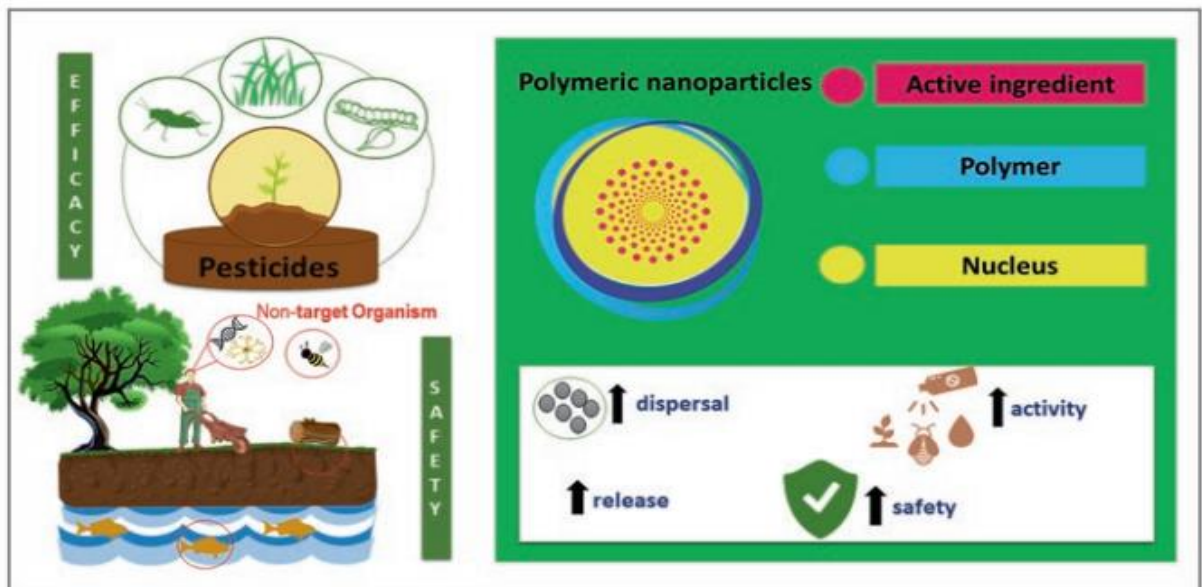 EFFICACY
Pesticides
Non-target Organism
SAFETY
Polymeric nanoparticles
Active ingredient
Polymer
Nucleus
dispersal
activity
release
safety